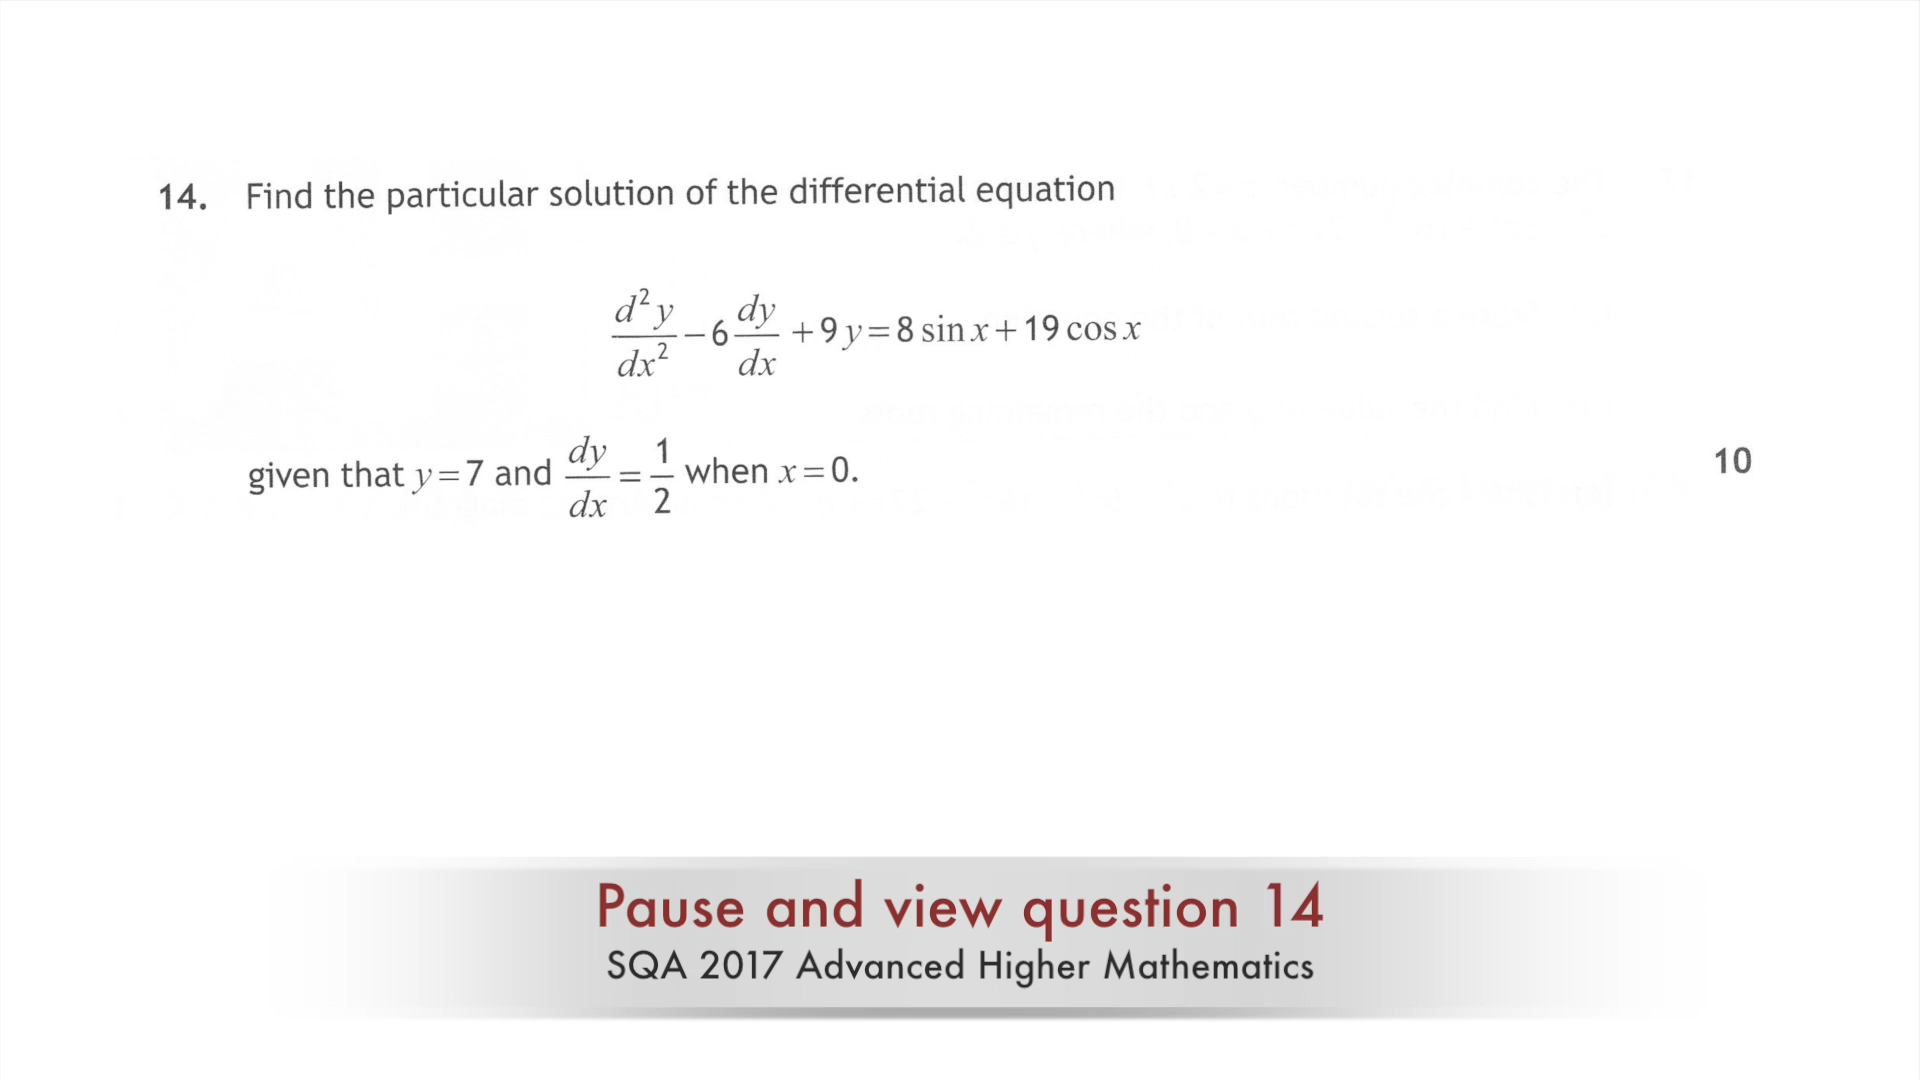 14. Find the particular solution of the differential equation
d²y/dx² − 6 dy/dx + 9y = 8 sin x + 19 cos x
given that y = 7 and dy/dx = 1/2 when x = 0. 10
Pause and view question 14
SQA 2017 Advanced Higher Mathematics